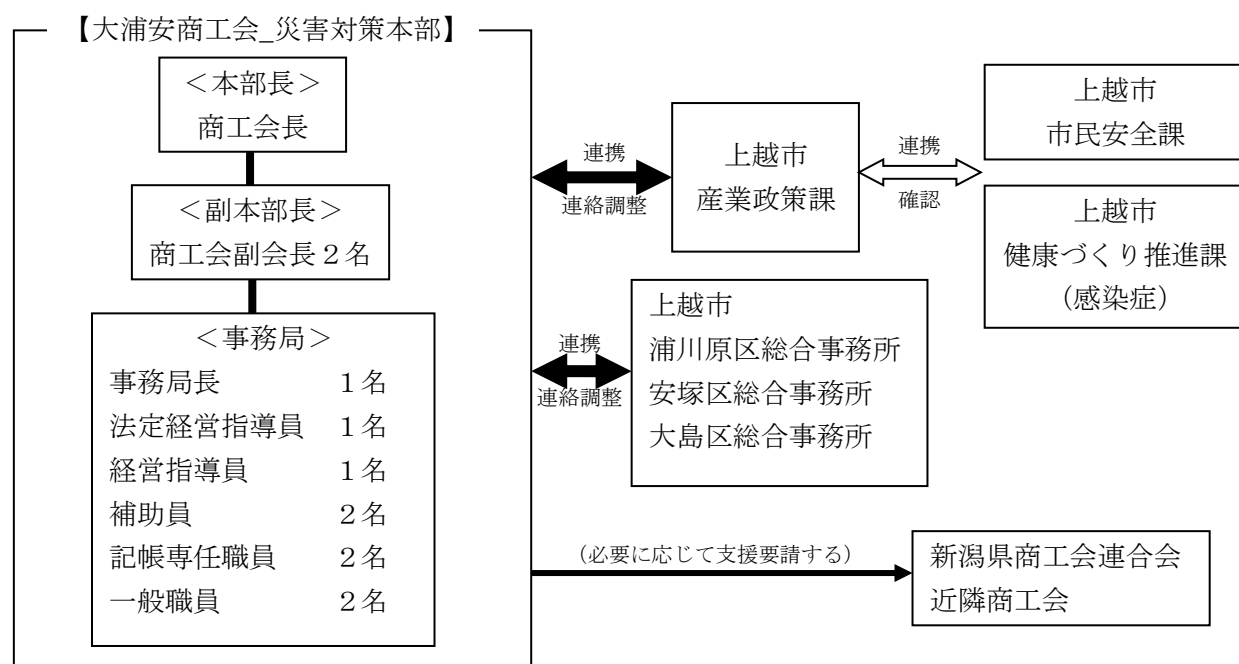 【大浦安商工会_災害対策本部】
＜本部長＞
商工会長
＜副本部長＞
商工会副会長２名
＜事務局＞
事務局長　１名
法定経営指導員　１名
経営指導員　１名
補助員　２名
記帳専任職員　２名
一般職員　２名
連携
連絡調整
上越市
産業政策課
連携
確認
上越市
市民安全課
上越市
健康づくり推進課
（感染症）
連携
連絡調整
上越市
浦川原区総合事務所
安塚区総合事務所
大島区総合事務所
（必要に応じて支援要請する）
新潟県商工会連合会
近隣商工会